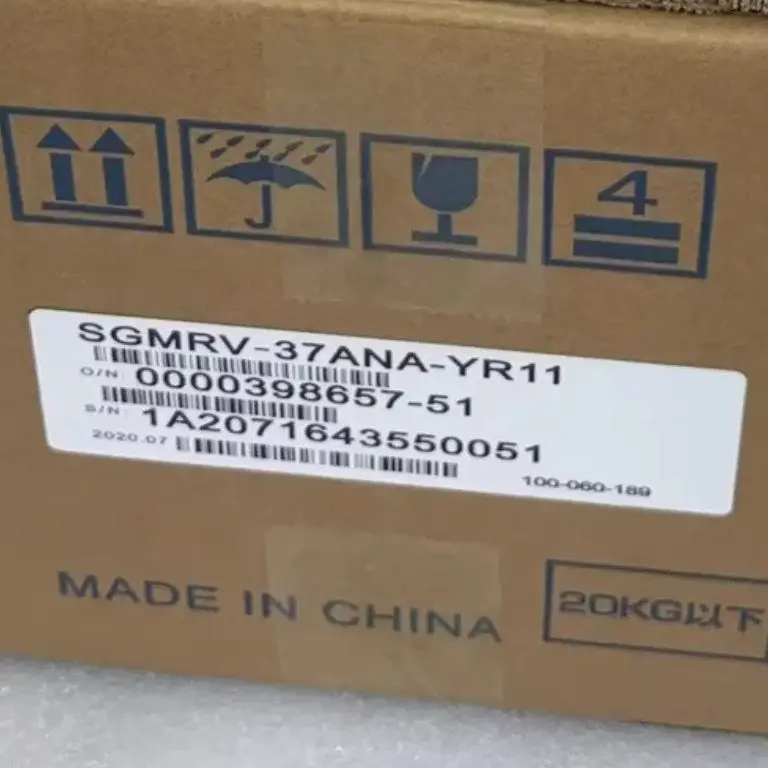 4
SGMRV-37ANA-YR11
O/N: 0000398657-51
S/N: 1A2071643550051
2020.07
100-060-189
MADE IN CHINA
20KG以下